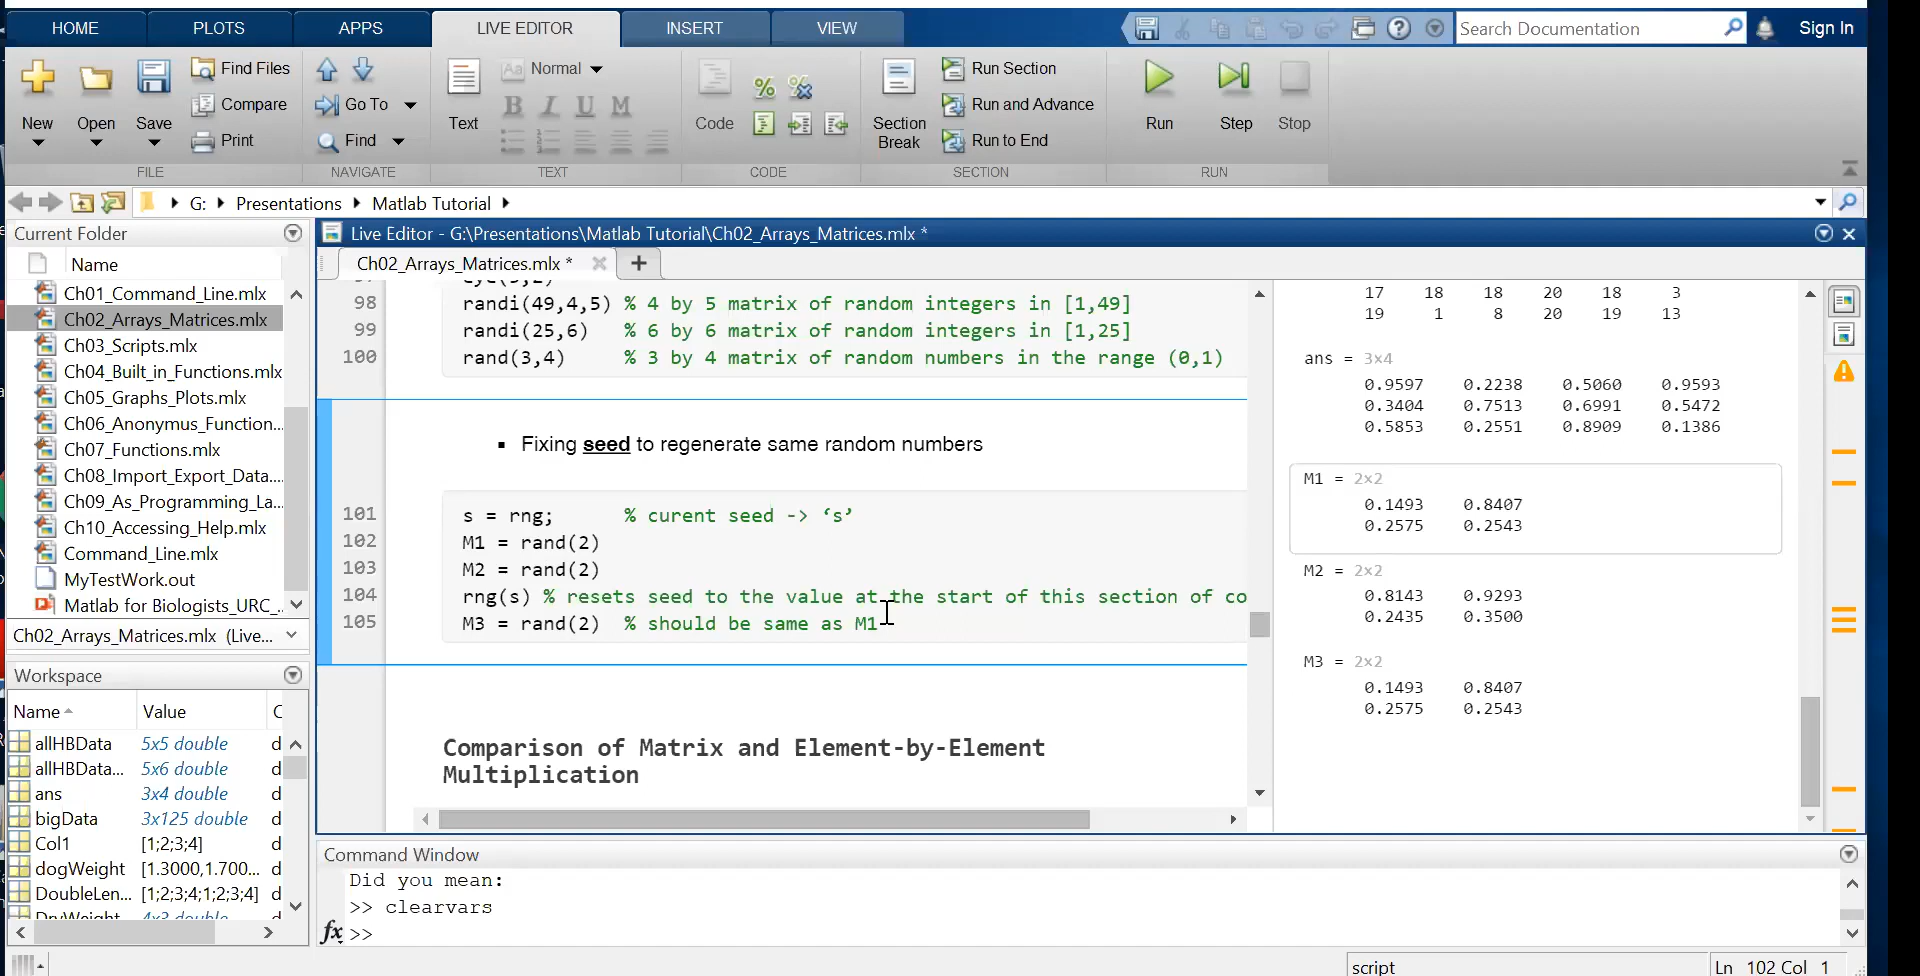 HOME PLOTS APPS LIVE EDITOR INSERT VIEW Search Documentation Sign In
New Open Save Find Files Compare Print
FILE
Go To Find
NAVIGATE
Text Aa Normal B I U M
TEXT
Code
CODE
Section Break Run Section Run and Advance Run to End
SECTION
Run Step Stop
RUN
G: Presentations Matlab Tutorial
Current Folder
Name
Ch01_Command_Line.mlx
Ch02_Arrays_Matrices.mlx
Ch03_Scripts.mlx
Ch04_Built_in_Functions.mlx
Ch05_Graphs_Plots.mlx
Ch06_Anonymus_Function...
Ch07_Functions.mlx
Ch08_Import_Export_Data....
Ch09_As_Programming_La...
Ch10_Accessing_Help.mlx
Command_Line.mlx
MyTestWork.out
Matlab for Biologists_URC_...
Ch02_Arrays_Matrices.mlx (Live...
Workspace
Name Value C
allHBData 5x5 double d
allHBData... 5x6 double d
ans 3x4 double d
bigData 3x125 double d
Col1 [1;2;3;4] d
dogWeight [1.3000,1.700... d
DoubleLen... [1;2;3;4;1;2;3;4] d
DryWeight 4x3 double d
Live Editor - G:\Presentations\Matlab Tutorial\Ch02_Arrays_Matrices.mlx *
Ch02_Arrays_Matrices.mlx *
98 randi(49,4,5) % 4 by 5 matrix of random integers in [1,49]
99 randi(25,6) % 6 by 6 matrix of random integers in [1,25]
100 rand(3,4) % 3 by 4 matrix of random numbers in the range (0,1)
▪ Fixing seed to regenerate same random numbers
101 s = rng; % curent seed -> ‘s’
102 M1 = rand(2)
103 M2 = rand(2)
104 rng(s) % resets seed to the value at the start of this section of co
105 M3 = rand(2) % should be same as M1
Comparison of Matrix and Element-by-Element
Multiplication
17 18 18 20 18 3
19 1 8 20 19 13
ans = 3×4
0.9597 0.2238 0.5060 0.9593
0.3404 0.7513 0.6991 0.5472
0.5853 0.2551 0.8909 0.1386
M1 = 2×2
0.1493 0.8407
0.2575 0.2543
M2 = 2×2
0.8143 0.9293
0.2435 0.3500
M3 = 2×2
0.1493 0.8407
0.2575 0.2543
Command Window
Did you mean:
>> clearvars
fx >>
script Ln 102 Col 1